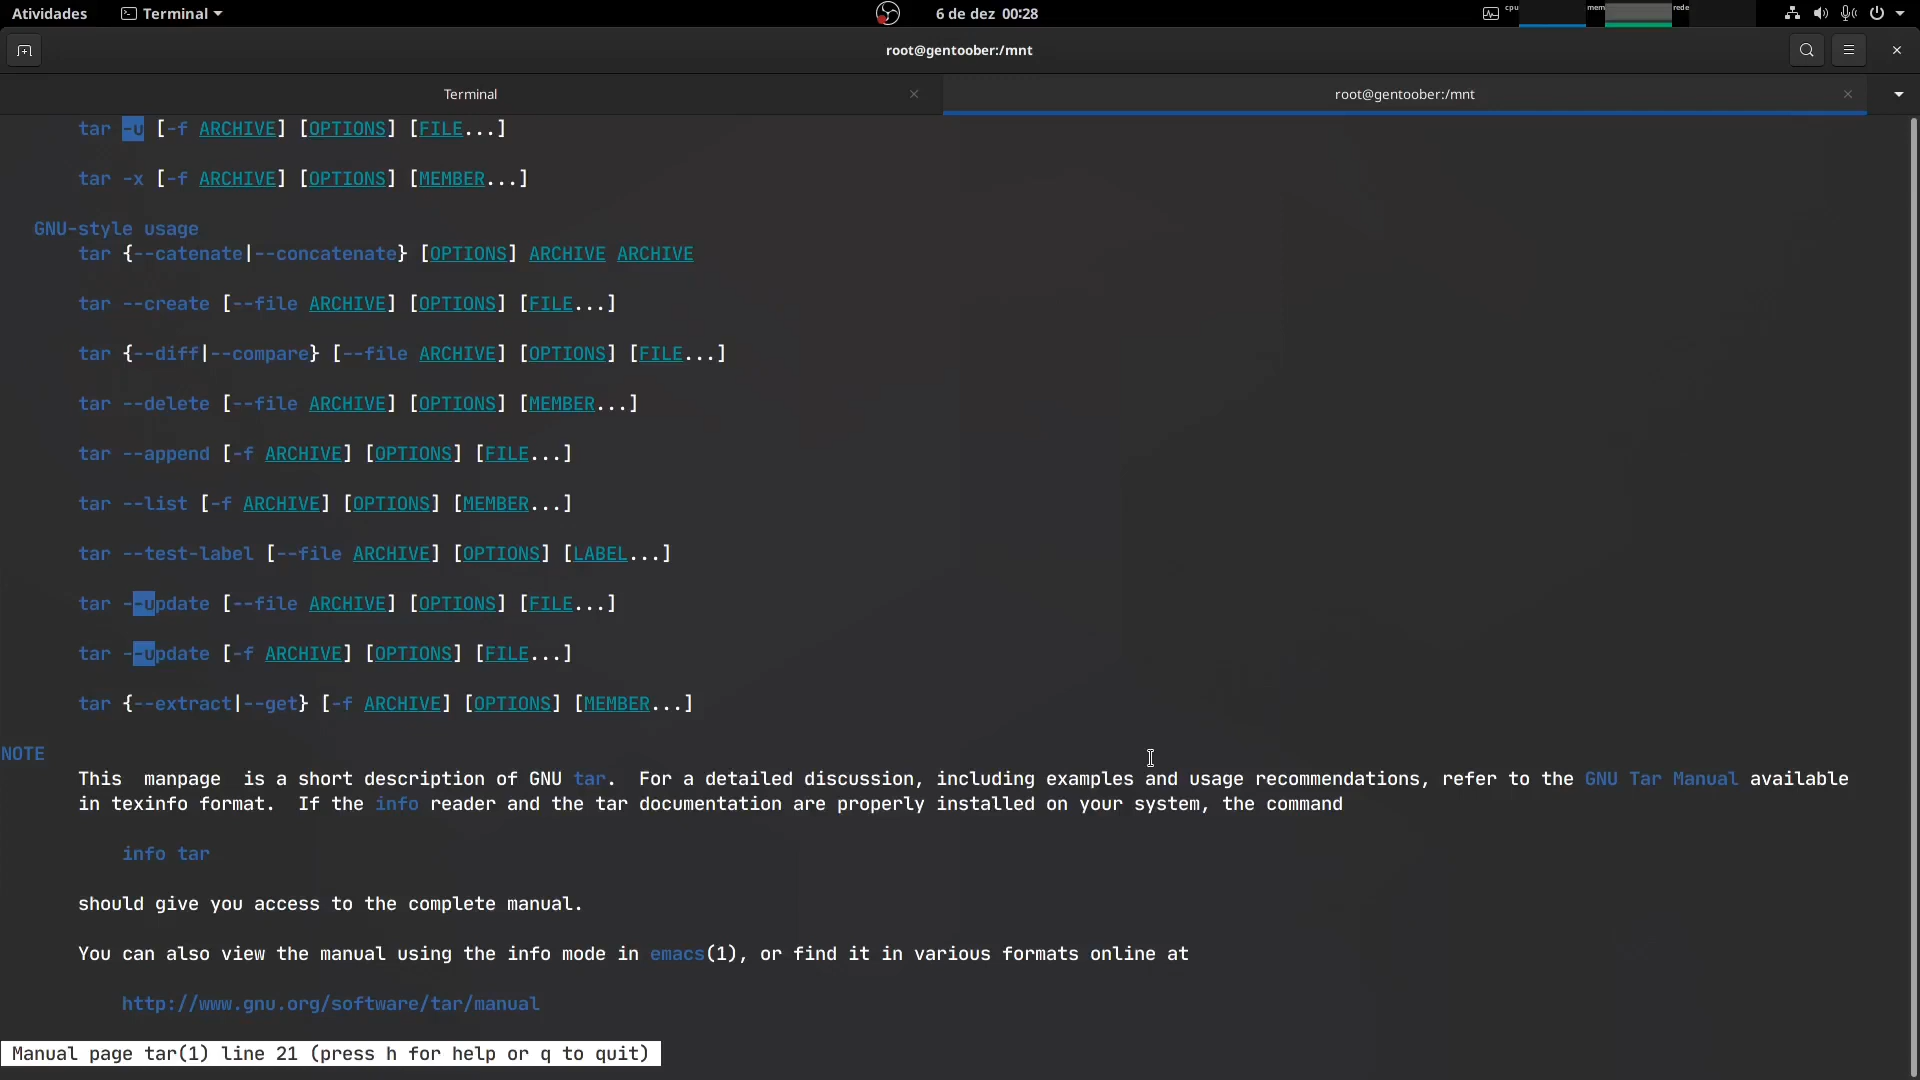 Atividades
Terminal
6 de dez 00:28
cpu
mem
rede
root@gentoober:/mnt
Terminal
root@gentoober:/mnt
tar -u [-f ARCHIVE] [OPTIONS] [FILE...]
tar -x [-f ARCHIVE] [OPTIONS] [MEMBER...]
GNU-style usage
tar {--catenate|--concatenate} [OPTIONS] ARCHIVE ARCHIVE
tar --create [--file ARCHIVE] [OPTIONS] [FILE...]
tar {--diff|--compare} [--file ARCHIVE] [OPTIONS] [FILE...]
tar --delete [--file ARCHIVE] [OPTIONS] [MEMBER...]
tar --append [-f ARCHIVE] [OPTIONS] [FILE...]
tar --list [-f ARCHIVE] [OPTIONS] [MEMBER...]
tar --test-label [--file ARCHIVE] [OPTIONS] [LABEL...]
tar --update [--file ARCHIVE] [OPTIONS] [FILE...]
tar --update [-f ARCHIVE] [OPTIONS] [FILE...]
tar {--extract|--get} [-f ARCHIVE] [OPTIONS] [MEMBER...]
NOTE
This  manpage  is a short description of GNU tar.  For a detailed discussion, including examples and usage recommendations, refer to the GNU Tar Manual available
in texinfo format.  If the info reader and the tar documentation are properly installed on your system, the command
info tar
should give you access to the complete manual.
You can also view the manual using the info mode in emacs(1), or find it in various formats online at
http://www.gnu.org/software/tar/manual
Manual page tar(1) line 21 (press h for help or q to quit)